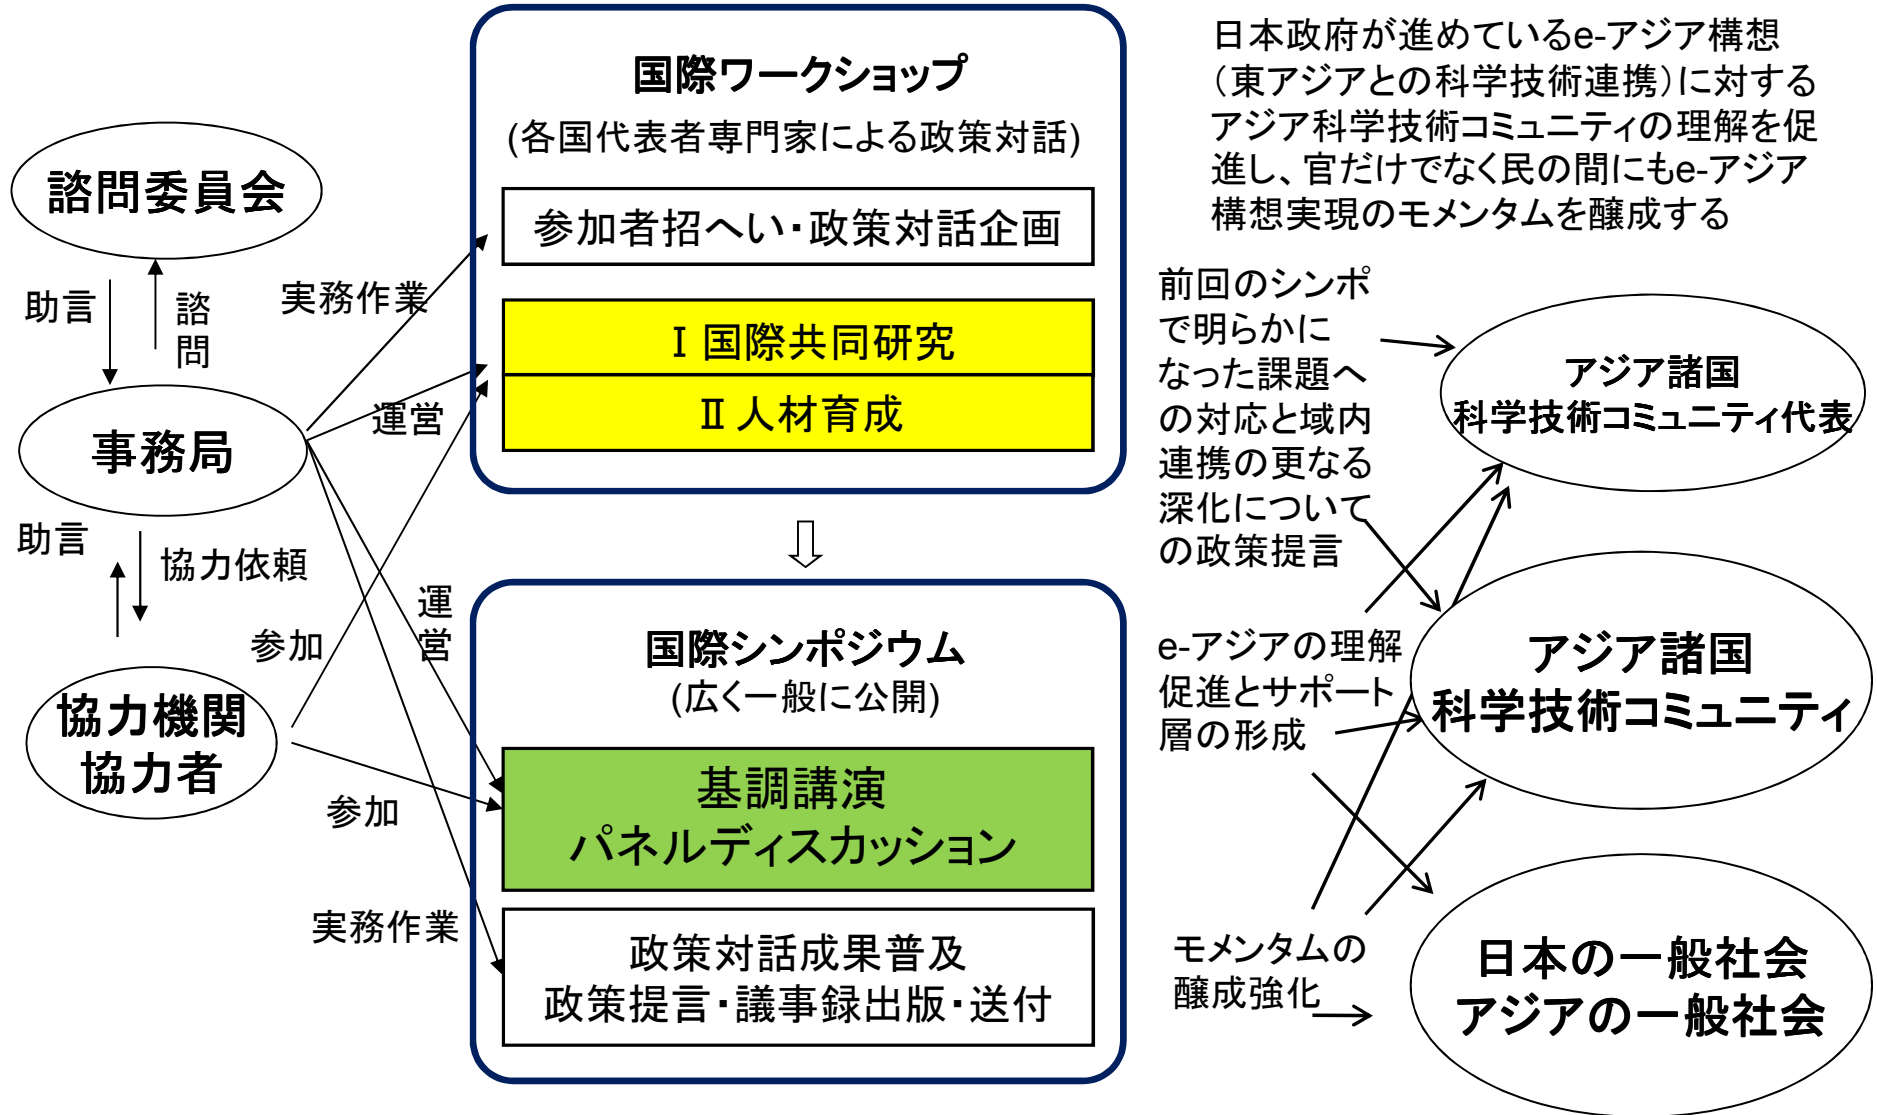 諮問委員会
助言
諮
問
事務局
助言
協力依頼
協力機関
協力者
実務作業
運営
参加
運
営
参加
実務作業
国際ワークショップ
(各国代表者専門家による政策対話)
参加者招へい・政策対話企画
Ⅰ国際共同研究
Ⅱ人材育成
国際シンポジウム
(広く一般に公開)
基調講演
パネルディスカッション
政策対話成果普及
政策提言・議事録出版・送付
日本政府が進めているe-アジア構想
（東アジアとの科学技術連携）に対する
アジア科学技術コミュニティの理解を促
進し、官だけでなく民の間にもe-アジア
構想実現のモメンタムを醸成する
前回のシンポ
で明らかに
なった課題へ
の対応と域内
連携の更なる
深化について
の政策提言
e-アジアの理解
促進とサポート
層の形成
モメンタムの
醸成強化
アジア諸国
科学技術コミュニティ代表
アジア諸国
科学技術コミュニティ
日本の一般社会
アジアの一般社会